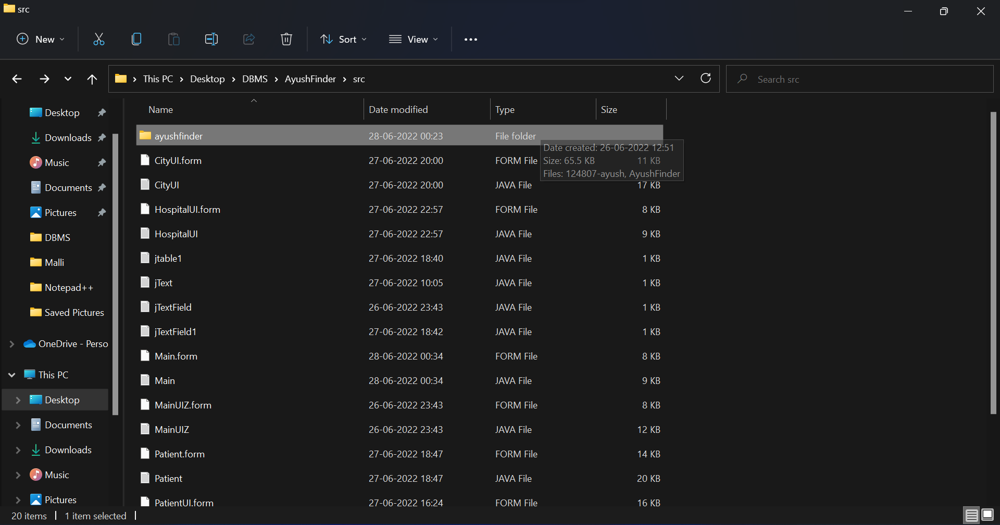 src
New
Sort
View
This PC
Desktop
DBMS
AyushFinder
src
Search src
Desktop
Downloads
Music
Documents
Pictures
DBMS
Malli
Notepad++
Saved Pictures
OneDrive - Perso
This PC
Desktop
Documents
Downloads
Music
Pictures
Name Date modified Type Size
ayushfinder 28-06-2022 00:23 File folder
Date created: 26-06-2022 12:51
Size: 65.5 KB
Files: 124807-ayush, AyushFinder
CityUI.form 27-06-2022 20:00 FORM File 11 KB
CityUI 27-06-2022 20:00 JAVA File 17 KB
HospitalUI.form 27-06-2022 22:57 FORM File 8 KB
HospitalUI 27-06-2022 22:57 JAVA File 9 KB
jtable1 27-06-2022 18:40 JAVA File 1 KB
jText 27-06-2022 10:05 JAVA File 1 KB
jTextField 26-06-2022 23:43 JAVA File 1 KB
jTextField1 27-06-2022 18:42 JAVA File 1 KB
Main.form 28-06-2022 00:34 FORM File 8 KB
Main 28-06-2022 00:34 JAVA File 9 KB
MainUIZ.form 26-06-2022 23:43 FORM File 8 KB
MainUIZ 26-06-2022 23:43 JAVA File 12 KB
Patient.form 27-06-2022 18:47 FORM File 14 KB
Patient 27-06-2022 18:47 JAVA File 20 KB
PatientUI.form 27-06-2022 16:24 FORM File 16 KB
20 items 1 item selected